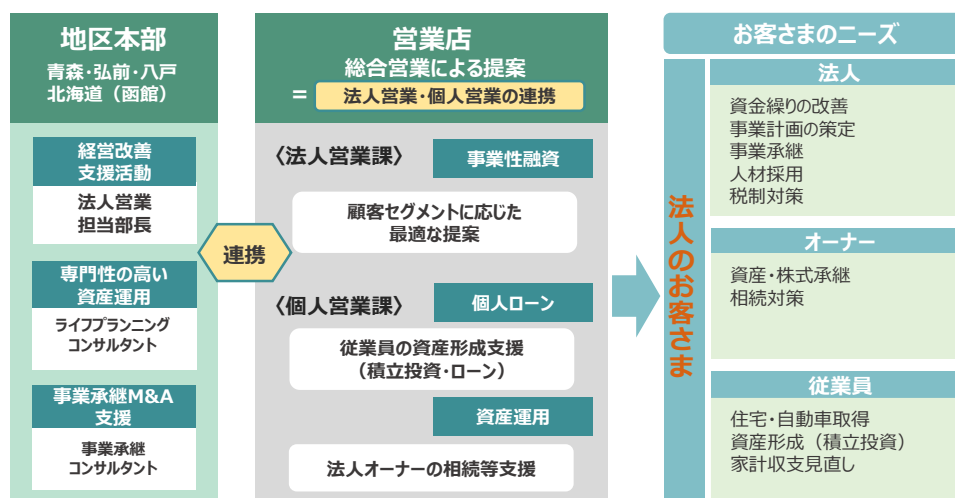 地区本部
青森・弘前・八戸
北海道（函館）
経営改善
支援活動
法人営業
担当部長
専門性の高い
資産運用
ライフプランニング
コンサルタント
事業承継M&A
支援
事業承継
コンサルタント
連携
営業店
総合営業による提案
= 法人営業・個人営業の連携
〈法人営業課〉
事業性融資
顧客セグメントに応じた
最適な提案
〈個人営業課〉
個人ローン
従業員の資産形成支援
（積立投資・ローン）
資産運用
法人オーナーの相続等支援
お客さまのニーズ
法人のお客さま
法人
資金繰りの改善
事業計画の策定
事業承継
人材採用
税制対策
オーナー
資産・株式承継
相続対策
従業員
住宅・自動車取得
資産形成（積立投資）
家計収支見直し